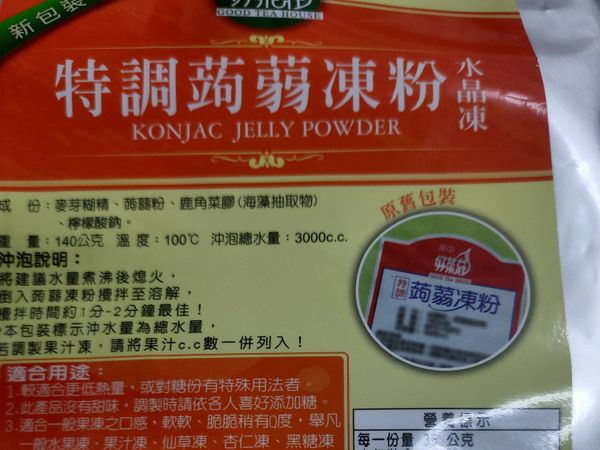 新包裝
GOOD TEA HOUSE
特調蒟蒻凍粉
水晶凍
KONJAC JELLY POWDER
成 份：麥芽糊精、蒟蒻粉、鹿角菜膠(海藻抽取物)
、檸檬酸鈉。
重 量：140公克 溫度：100℃ 沖泡總水量：3000c.c.
沖泡說明：
將建議水量煮沸後熄火，
倒入蒟蒻凍粉攪拌至溶解，
攪拌時間約1分-2分鐘最佳！
本包裝標示沖水量為總水量，
若調製果汁凍，請將果汁c.c數一併列入！
原舊包裝
好茶莊
GOOD TEA HOUSE
特調
蒟蒻凍粉
適合用途：
1.較適合更低熱量，或對糖份有特殊用法者。
2.此產品沒有甜味，調製時請依各人喜好添加糖。
3.適合一般果凍之口感，軟軟、脆脆稍有Q度，舉凡
一般水果凍、果汁凍、仙草凍、杏仁凍、黑糖凍
營養標示
每一份量 公克